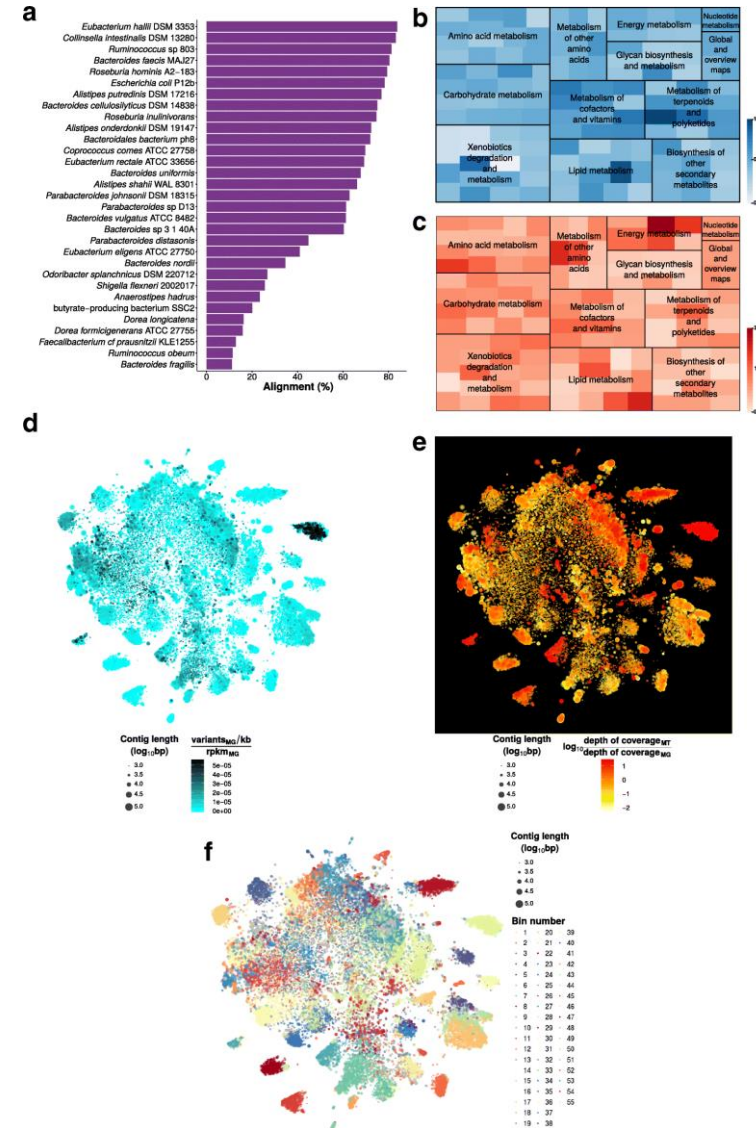 a
Eubacterium hallii DSM 3353
Collinsella intestinalis DSM 13280
Ruminococcus sp 803
Bacteroides faecis MAJ27
Roseburia hominis A2-183
Escherichia coli P12b
Alistipes putredinis DSM 17216
Bacteroides cellulosilyticus DSM 14838
Roseburia inulinivorans
Alistipes onderdonkii DSM 19147
Bacteroidales bacterium ph8
Coprococcus comes ATCC 27758
Eubacterium rectale ATCC 33656
Bacteroides uniformis
Alistipes shahii WAL 8301
Parabacteroides johnsonii DSM 18315
Parabacteroides sp D13
Bacteroides vulgatus ATCC 8482
Bacteroides sp 3 1 40A
Parabacteroides distasonis
Eubacterium eligens ATCC 27750
Bacteroides nordii
Odoribacter splanchnicus DSM 220712
Shigella flexneri 2002017
Anaerostipes hadrus
butyrate-producing bacterium SSC2
Dorea longicatena
Dorea formicigenerans ATCC 27755
Faecalibacterium cf prausnitzii KLE1255
Ruminococcus obeum
Bacteroides fragilis
0 20 40 60 80
Alignment (%)
b
Amino acid metabolism
Metabolism
of other
amino
acids
Energy metabolism
Nucleotide
metabolism
Glycan biosynthesis
and metabolism
Global
and
overview
maps
Carbohydrate metabolism
Metabolism of
cofactors
and vitamins
Metabolism of
terpenoids
and
polyketides
Xenobiotics
degradation
and
metabolism
Lipid metabolism
Biosynthesis of
other
secondary
metabolites
c
Amino acid metabolism
Metabolism
of other
amino
acids
Energy metabolism
Nucleotide
metabolism
Glycan biosynthesis
and metabolism
Global
and
overview
maps
Carbohydrate metabolism
Metabolism of
cofactors
and vitamins
Metabolism of
terpenoids
and
polyketides
Xenobiotics
degradation
and
metabolism
Lipid metabolism
Biosynthesis of
other
secondary
metabolites
d
Contig length
(log10bp)
3.0
3.5
4.0
4.5
5.0
variantsMG/kb
rpkmMG
5e-05
4e-05
3e-05
2e-05
1e-05
0e+00
e
Contig length
(log10bp)
3.0
3.5
4.0
4.5
5.0
log10 depth of coverageMT
depth of coverageMG
1
0
-1
-2
f
Contig length
(log10bp)
3.0
3.5
4.0
4.5
5.0
Bin number
1 20 39
2 21 40
3 22 41
4 23 42
5 24 43
6 25 44
7 26 45
8 27 46
9 28 47
10 29 48
11 30 49
12 31 50
13 32 51
14 33 52
15 34 53
16 35 54
17 36 55
18 37
19 38